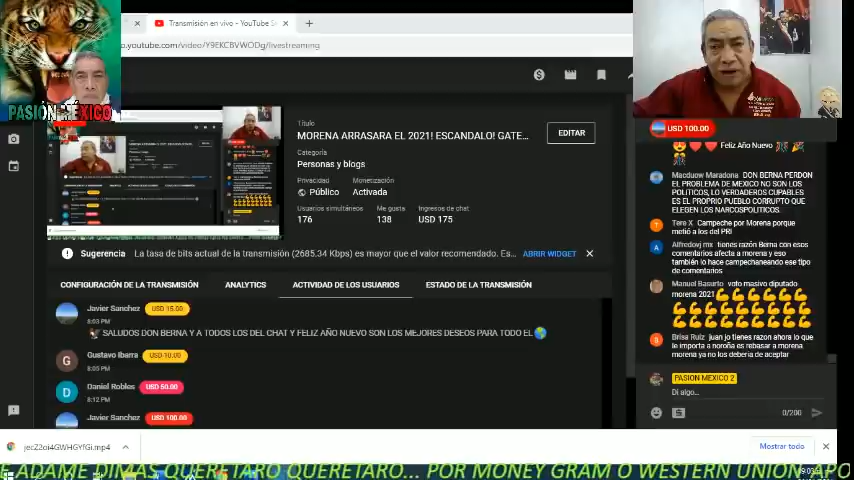 Transmisión en vivo - YouTube S
youtube.com/video/Y9EKCBVWODg/livestreaming
PASIÓN MÉXICO
Título
MORENA ARRASARA EL 2021! ESCANDALO! GATE...
EDITAR
Categoría
Personas y blogs
Privacidad
Monetización
Público
Activada
Usuarios simultáneos
Me gusta
Ingresos de chat
176
138
USD 175
Sugerencia La tasa de bits actual de la transmisión (2685.34 Kbps) es mayor que el valor recomendado. Es...
ABRIR WIDGET
CONFIGURACIÓN DE LA TRANSMISIÓN
ANALYTICS
ACTIVIDAD DE LOS USUARIOS
ESTADO DE LA TRANSMISIÓN
Javier Sanchez USD 15.00
8:03 PM
SALUDOS DON BERNA Y A TODOS LOS DEL CHAT Y FELIZ AÑO NUEVO SON LOS MEJORES DESEOS PARA TODO EL
Gustavo Ibarra USD 10.00
8:05 PM
Daniel Robles USD 50.00
8:12 PM
Javier Sanchez USD 100.00
USD 100.00
Feliz Año Nuevo
Macduow Maradona DON BERNA PERDON
EL PROBLEMA DE MEXICO NO SON LOS
POLITICOS, LO VERDADEROS CUPABLES
ES EL PROPIO PUEBLO CORRUPTO QUE
ELEGEN LOS NARCOSPOLITICOS.
Tere X Campeche por Morena porque
metió a los del PRI
Alfredovj mx tienes razón Berna con esos
comentarios afecta a morena y eso
también lo hace campechaneando ese tipo
de comentarios
Manuel Basurto voto masivo diputado
morena 2021
Brisa Ruiz juan jo tienes razon ahora lo que
le importa a noroña es rebasar a morena
morena ya no los deberia de aceptar
PASION MEXICO 2
Di algo...
0/200
jecZ2oi4GWHGYfGi.mp4
Mostrar todo
E ADAME DIMAS QUERETARO QUERETARO... POR MONEY GRAM O WESTERN UNION